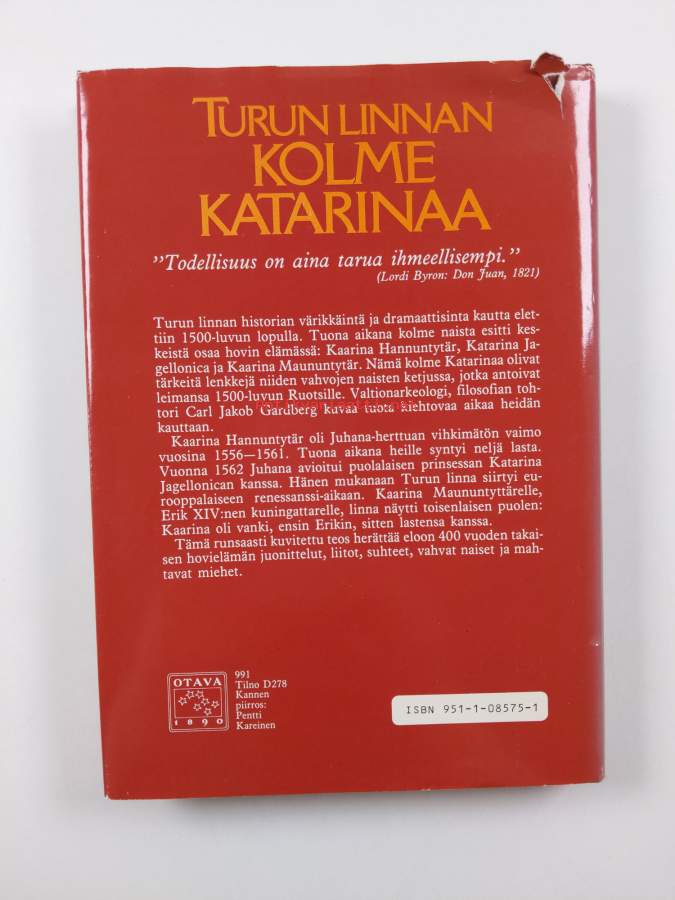 TURUN LINNAN
KOLME
KATARINAA
”Todellisuus on aina tarua ihmeellisempi.”
(Lordi Byron: Don Juan, 1821)
Turun linnan historian värikkäintä ja dramaattisinta kautta elet-
tiin 1500-luvun lopulla. Tuona aikana kolme naista esitti kes-
keistä osaa hovin elämässä: Kaarina Hannuntytär, Katarina Ja-
gellonica ja Kaarina Maununtytär. Nämä kolme Katarinaa olivat
tärkeitä lenkkejä niiden vahvojen naisten ketjussa, jotka antoivat
leimansa 1500-luvun Ruotsille. Valtionarkeologi, filosofian toh-
tori Carl Jakob Gardberg kuvaa tuota kiehtovaa aikaa heidän
kauttaan.
Kaarina Hannuntytär oli Juhana-herttuan vihkimätön vaimo
vuosina 1556—1561. Tuona aikana heille syntyi neljä lasta.
Vuonna 1562 Juhana avioitui puolalaisen prinsessan Katarina
Jagellonican kanssa. Hänen mukanaan Turun linna siirtyi eu-
rooppalaiseen renessanssi-aikaan. Kaarina Maununtyttärelle,
Erik XIV:nen kuningattarelle, linna näytti toisenlaisen puolen:
Kaarina oli vanki, ensin Erikin, sitten lastensa kanssa.
Tämä runsaasti kuvitettu teos herättää eloon 400 vuoden takai-
sen hovielämän juonittelut, liitot, suhteet, vahvat naiset ja mah-
tavat miehet.
OTAVA
1890
991
Tilno D278
Kannen
piirros:
Pentti
Kareinen
ISBN 951-1-08575-1